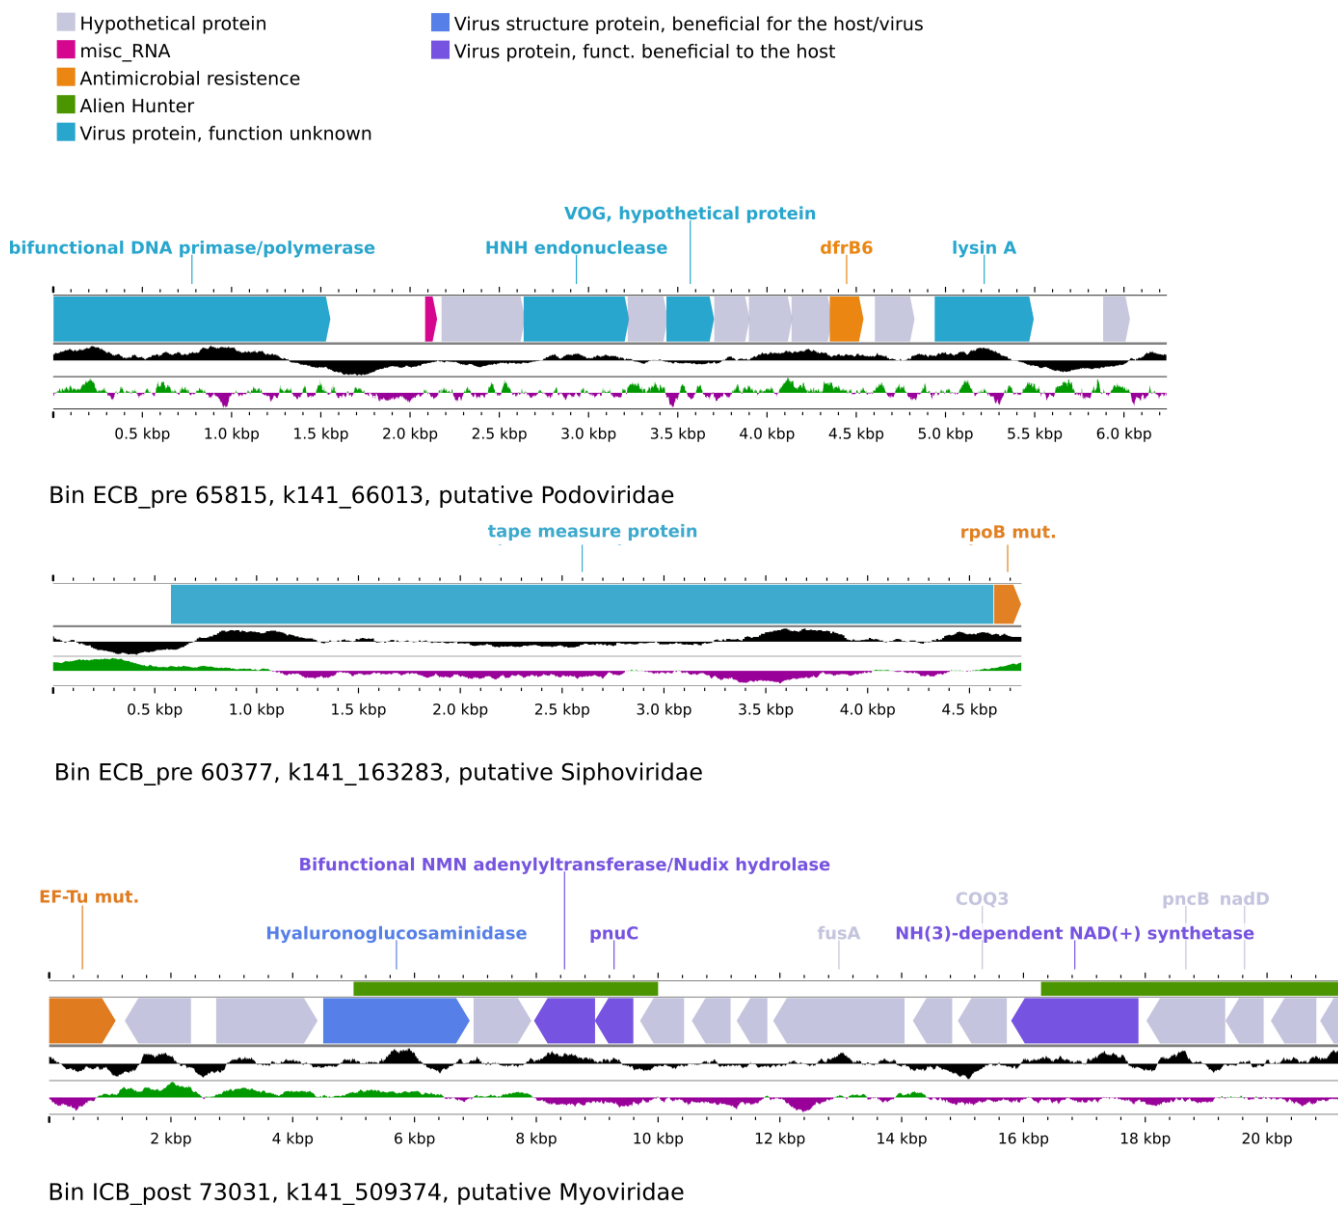 Hypothetical protein
misc_RNA
Antimicrobial resistence
Alien Hunter
Virus protein, function unknown
Virus structure protein, beneficial for the host/virus
Virus protein, funct. beneficial to the host
VOG, hypothetical protein
bifunctional DNA primase/polymerase HNH endonuclease dfrB6 lysin A
0.5 kbp 1.0 kbp 1.5 kbp 2.0 kbp 2.5 kbp 3.0 kbp 3.5 kbp 4.0 kbp 4.5 kbp 5.0 kbp 5.5 kbp 6.0 kbp
Bin ECB_pre 65815, k141_66013, putative Podoviridae
tape measure protein rpoB mut.
0.5 kbp 1.0 kbp 1.5 kbp 2.0 kbp 2.5 kbp 3.0 kbp 3.5 kbp 4.0 kbp 4.5 kbp
Bin ECB_pre 60377, k141_163283, putative Siphoviridae
Bifunctional NMN adenylyltransferase/Nudix hydrolase
EF-Tu mut. COQ3 pncB nadD
Hyaluronoglucosaminidase pnuC fusA NH(3)-dependent NAD(+) synthetase
2 kbp 4 kbp 6 kbp 8 kbp 10 kbp 12 kbp 14 kbp 16 kbp 18 kbp 20 kbp
Bin ICB_post 73031, k141_509374, putative Myoviridae